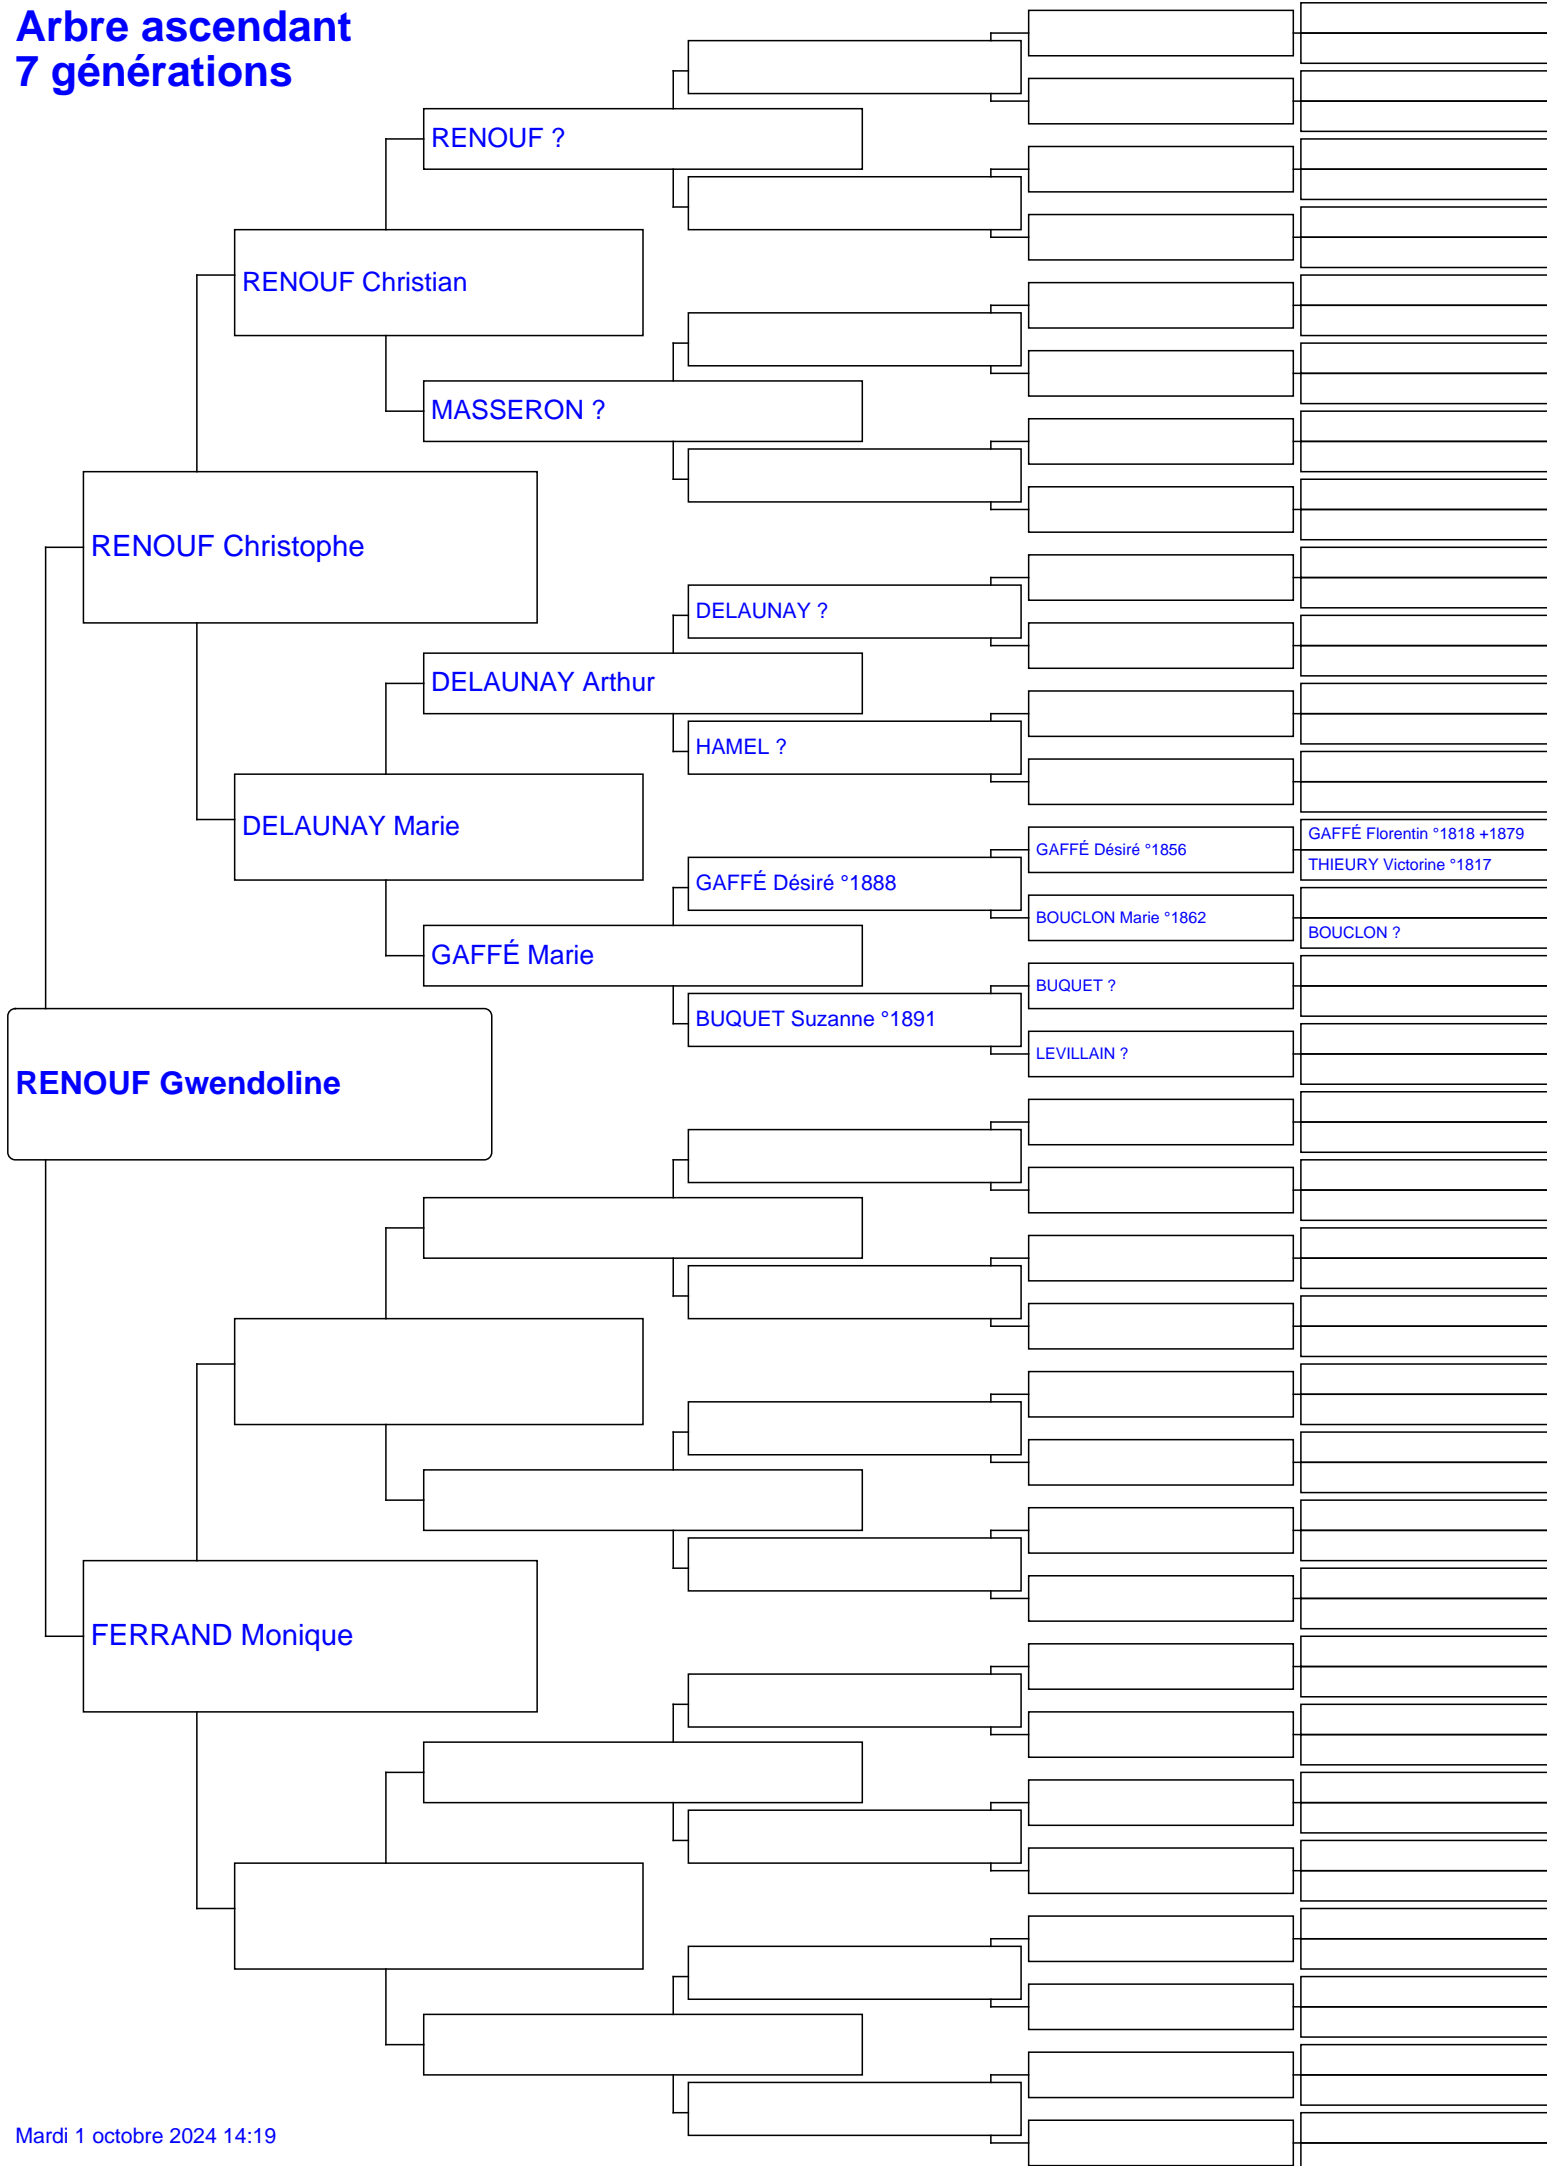 Arbre ascendant
7 générations
RENOUF ?
RENOUF Christian
MASSERON ?
RENOUF Christophe
DELAUNAY ?
DELAUNAY Arthur
HAMEL ?
DELAUNAY Marie
GAFFÉ Florentin °1818 +1879
GAFFÉ Désiré °1856
THIEURY Victorine °1817
GAFFÉ Désiré °1888
BOUCLON Marie °1862
BOUCLON ?
GAFFÉ Marie
BUQUET ?
BUQUET Suzanne °1891
LEVILLAIN ?
RENOUF Gwendoline
FERRAND Monique
Mardi 1 octobre 2024 14:19